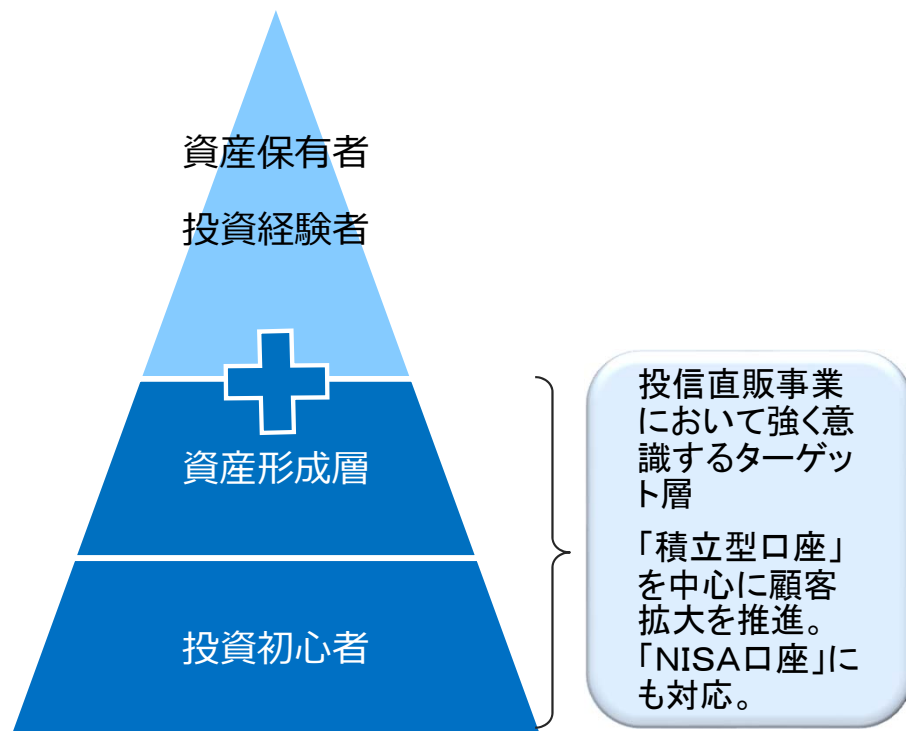 資産保有者
投資経験者
資産形成層
投資初心者
投信直販事業
において強く意
識するターゲッ
ト層
「積立型口座」
を中心に顧客
拡大を推進。
「NISA口座」に
も対応。